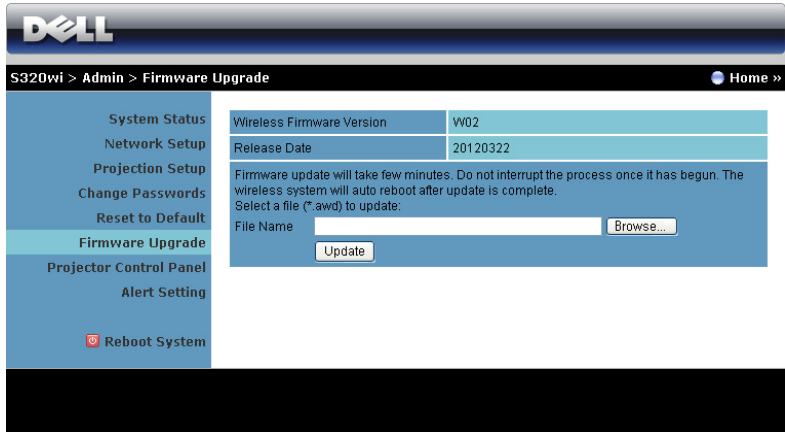 DELL
S320wi > Admin > Firmware Upgrade
Home »
System Status
Network Setup
Projection Setup
Change Passwords
Reset to Default
Firmware Upgrade
Projector Control Panel
Alert Setting
Reboot System
Wireless Firmware Version W02
Release Date 20120322
Firmware update will take few minutes. Do not interrupt the process once it has begun. The
wireless system will auto reboot after update is complete.
Select a file (*.awd) to update:
File Name Browse...
Update